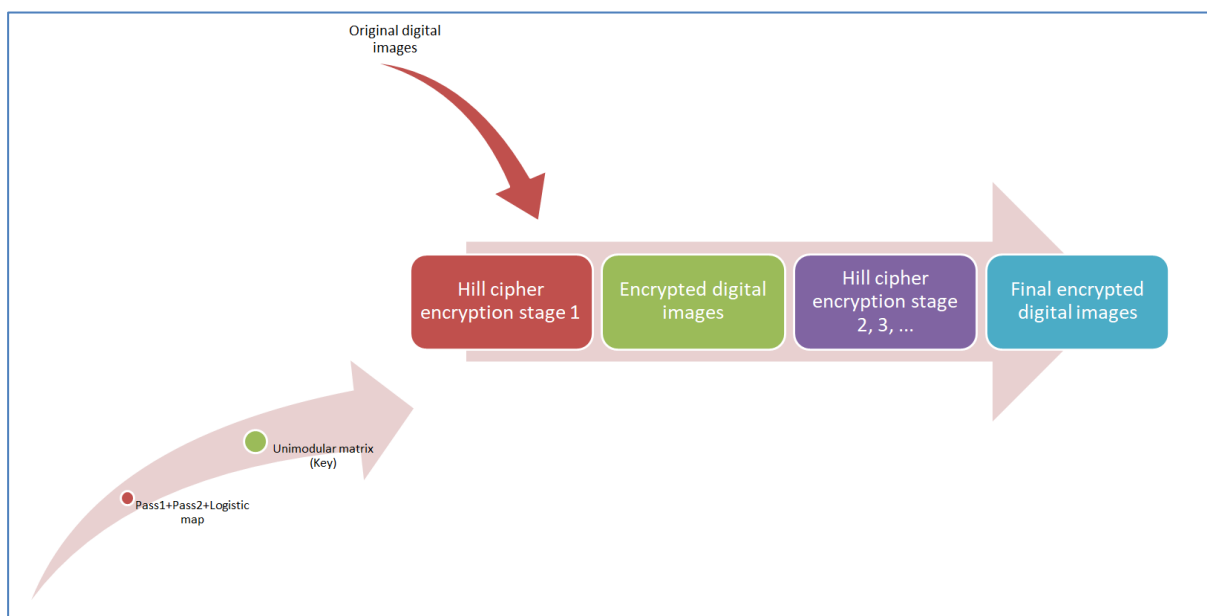 Original digital
images
Hill cipher
encryption stage 1
Encrypted digital
images
Hill cipher
encryption stage
2, 3, ...
Final encrypted
digital images
Unimodular matrix
(Key)
Pass1+Pass2+Logistic
map